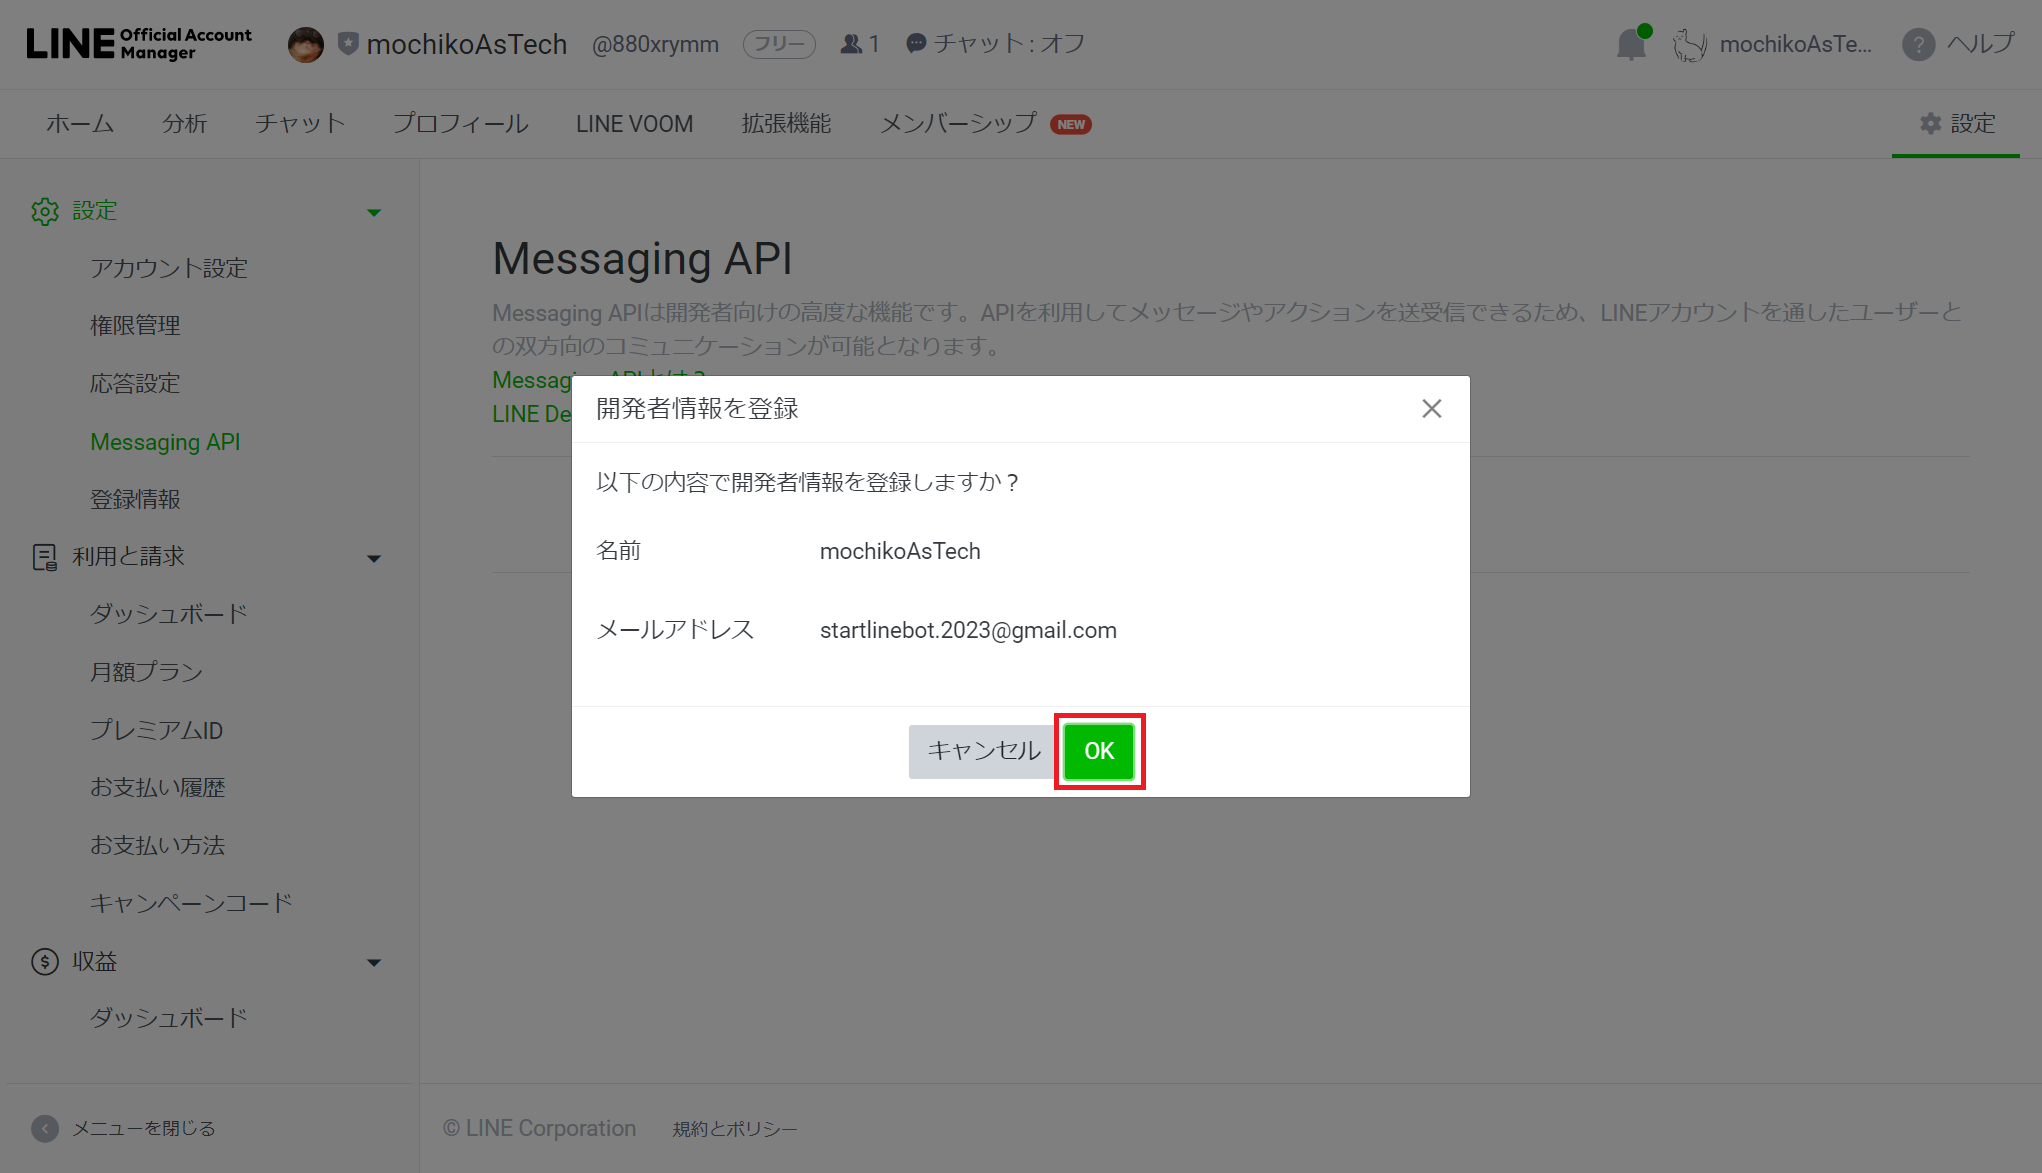 LINE Official Account Manager
mochikoAsTech @880xrymm フリー 1 チャット : オフ
mochikoAsTe... ? ヘルプ
ホーム 分析 チャット プロフィール LINE VOOM 拡張機能 メンバーシップ NEW 設定
設定
アカウント設定
権限管理
応答設定
Messaging API
登録情報
利用と請求
ダッシュボード
月額プラン
プレミアムID
お支払い履歴
お支払い方法
キャンペーンコード
収益
ダッシュボード
メニューを閉じる
Messaging API
Messaging APIは開発者向けの高度な機能です。APIを利用してメッセージやアクションを送受信できるため、LINEアカウントを通したユーザーと
の双方向のコミュニケーションが可能となります。
LINE De
開発者情報を登録
以下の内容で開発者情報を登録しますか？
名前 mochikoAsTech
メールアドレス startlinebot.2023@gmail.com
キャンセル OK
© LINE Corporation 規約とポリシー